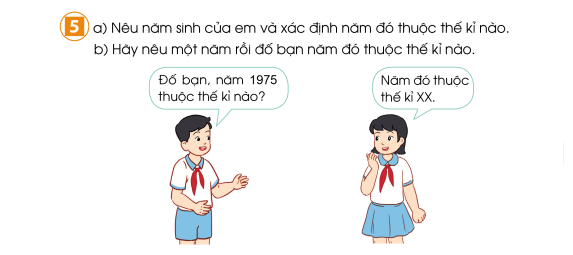 5 a) Nêu năm sinh của em và xác định năm đó thuộc thế kỉ nào.
b) Hãy nêu một năm rồi đố bạn năm đó thuộc thế kỉ nào.
Đố bạn, năm 1975
thuộc thế kỉ nào?
Năm đó thuộc
thế kỉ XX.